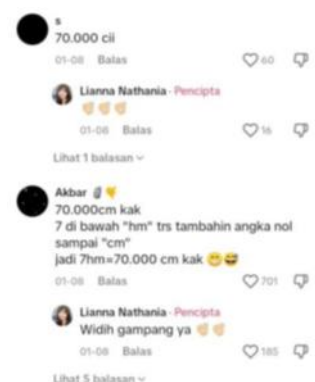 s
70.000 cii
01-08 Balas 60
Lianna Nathania · Pencipta
01-08 Balas 16
Lihat 1 balasan
Akbar
70.000cm kak
7 di bawah "hm" trs tambahin angka nol
sampai "cm"
jadi 7hm=70.000 cm kak
01-08 Balas 701
Lianna Nathania · Pencipta
Widih gampang ya
01-08 Balas 185
Lihat 5 balasan